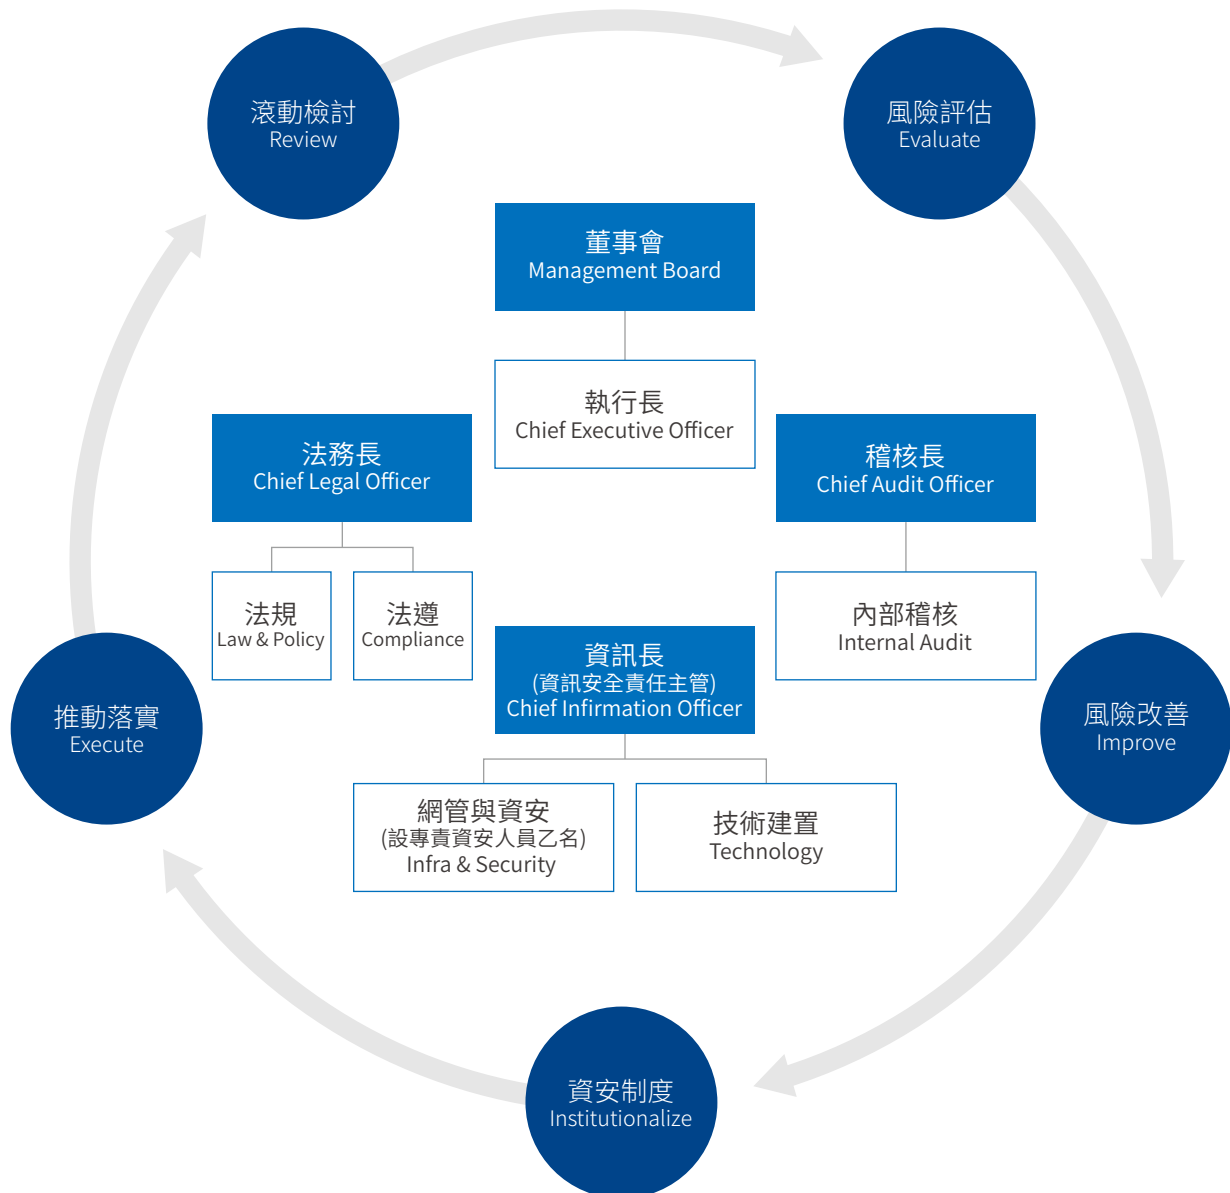 滾動檢討
Review
風險評估
Evaluate
董事會
Management Board
執行長
Chief Executive Officer
法務長
Chief Legal Officer
稽核長
Chief Audit Officer
法規
Law & Policy
法遵
Compliance
內部稽核
Internal Audit
資訊長
(資訊安全責任主管)
Chief Infirmation Officer
推動落實
Execute
風險改善
Improve
網管與資安
(設專責資安人員乙名)
Infra & Security
技術建置
Technology
資安制度
Institutionalize